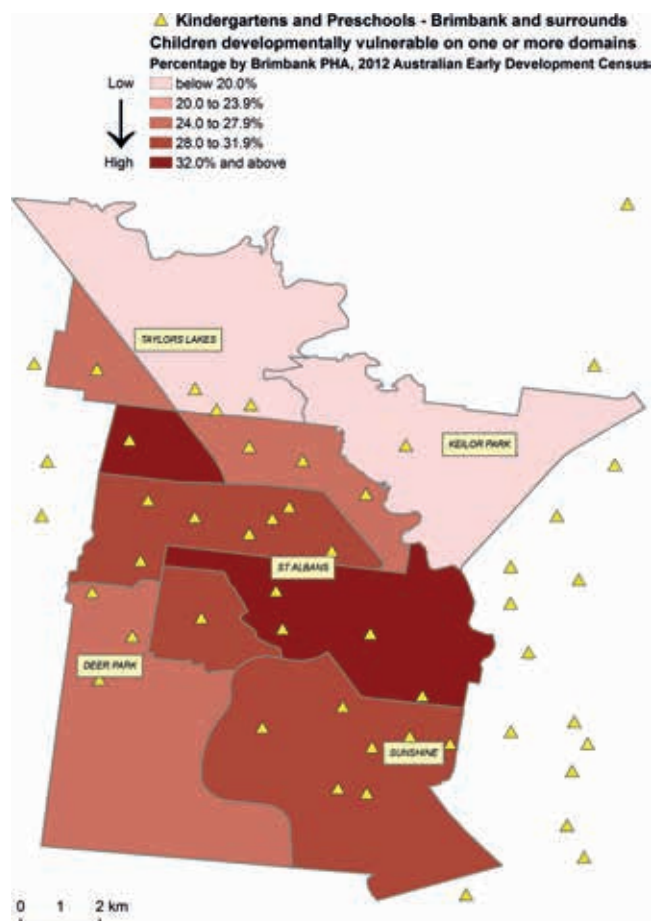 Kindergartens and Preschools - Brimbank and surrounds
Children developmentally vulnerable on one or more domains
Percentage by Brimbank PHA, 2012 Australian Early Development Census
Low
below 20.0%
20.0 to 23.9%
24.0 to 27.9%
28.0 to 31.9%
High
32.0% and above
TAYLORS LAKES
KEILOR PARK
ST ALBANS
DEER PARK
SUNSHINE
0 1 2 km